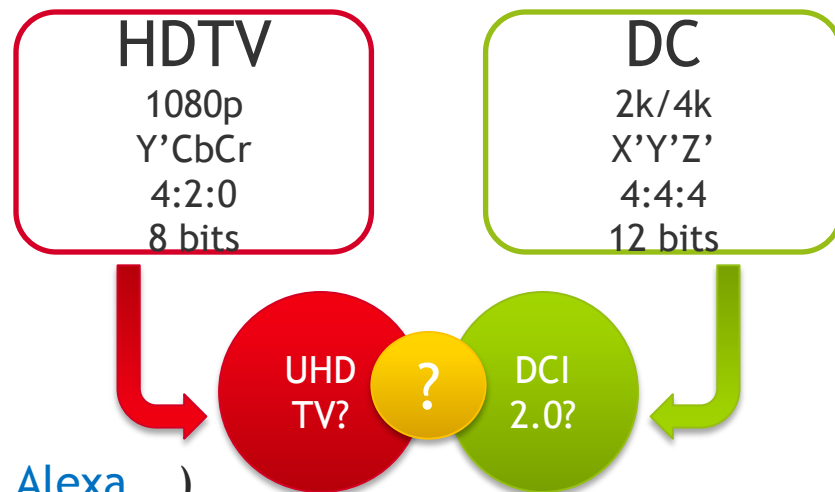 HDTV
1080p
Y’CbCr
4:2:0
8 bits
DC
2k/4k
X’Y’Z’
4:4:4
12 bits
UHD
TV?
?
DCI
2.0?
Alexa...)